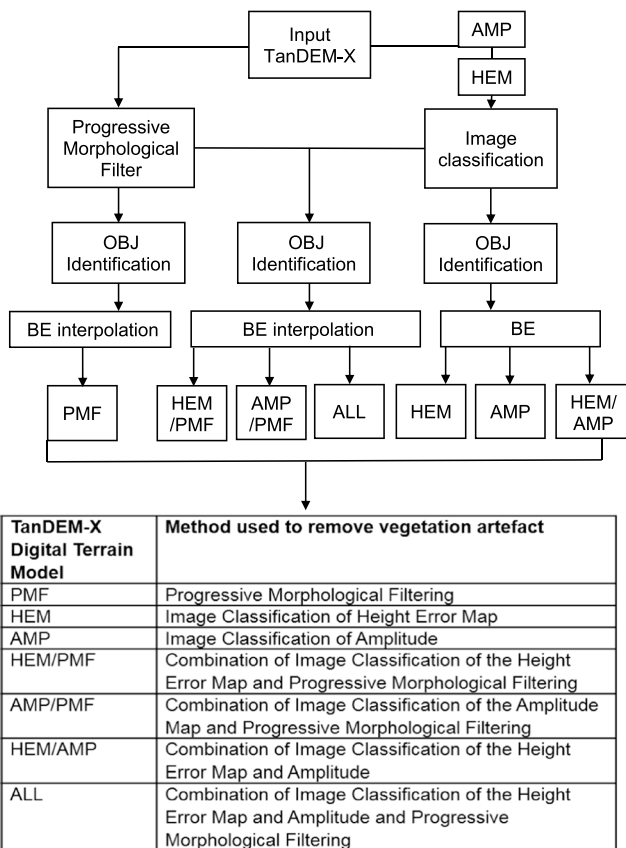 Input
TanDEM-X
AMP
HEM
Progressive
Morphological
Filter
Image
classification
OBJ
Identification
OBJ
Identification
OBJ
Identification
BE interpolation
BE interpolation
BE
PMF
HEM
/PMF
AMP
/PMF
ALL
HEM
AMP
HEM/
AMP
TanDEM-X
Digital Terrain
Model
Method used to remove vegetation artefact
PMF
Progressive Morphological Filtering
HEM
Image Classification of Height Error Map
AMP
Image Classification of Amplitude
HEM/PMF
Combination of Image Classification of the Height
Error Map and Progressive Morphological Filtering
AMP/PMF
Combination of Image Classification of the Amplitude
Map and Progressive Morphological Filtering
HEM/AMP
Combination of Image Classification of the Height
Error Map and Amplitude
ALL
Combination of Image Classification of the Height
Error Map and Amplitude and Progressive
Morphological Filtering